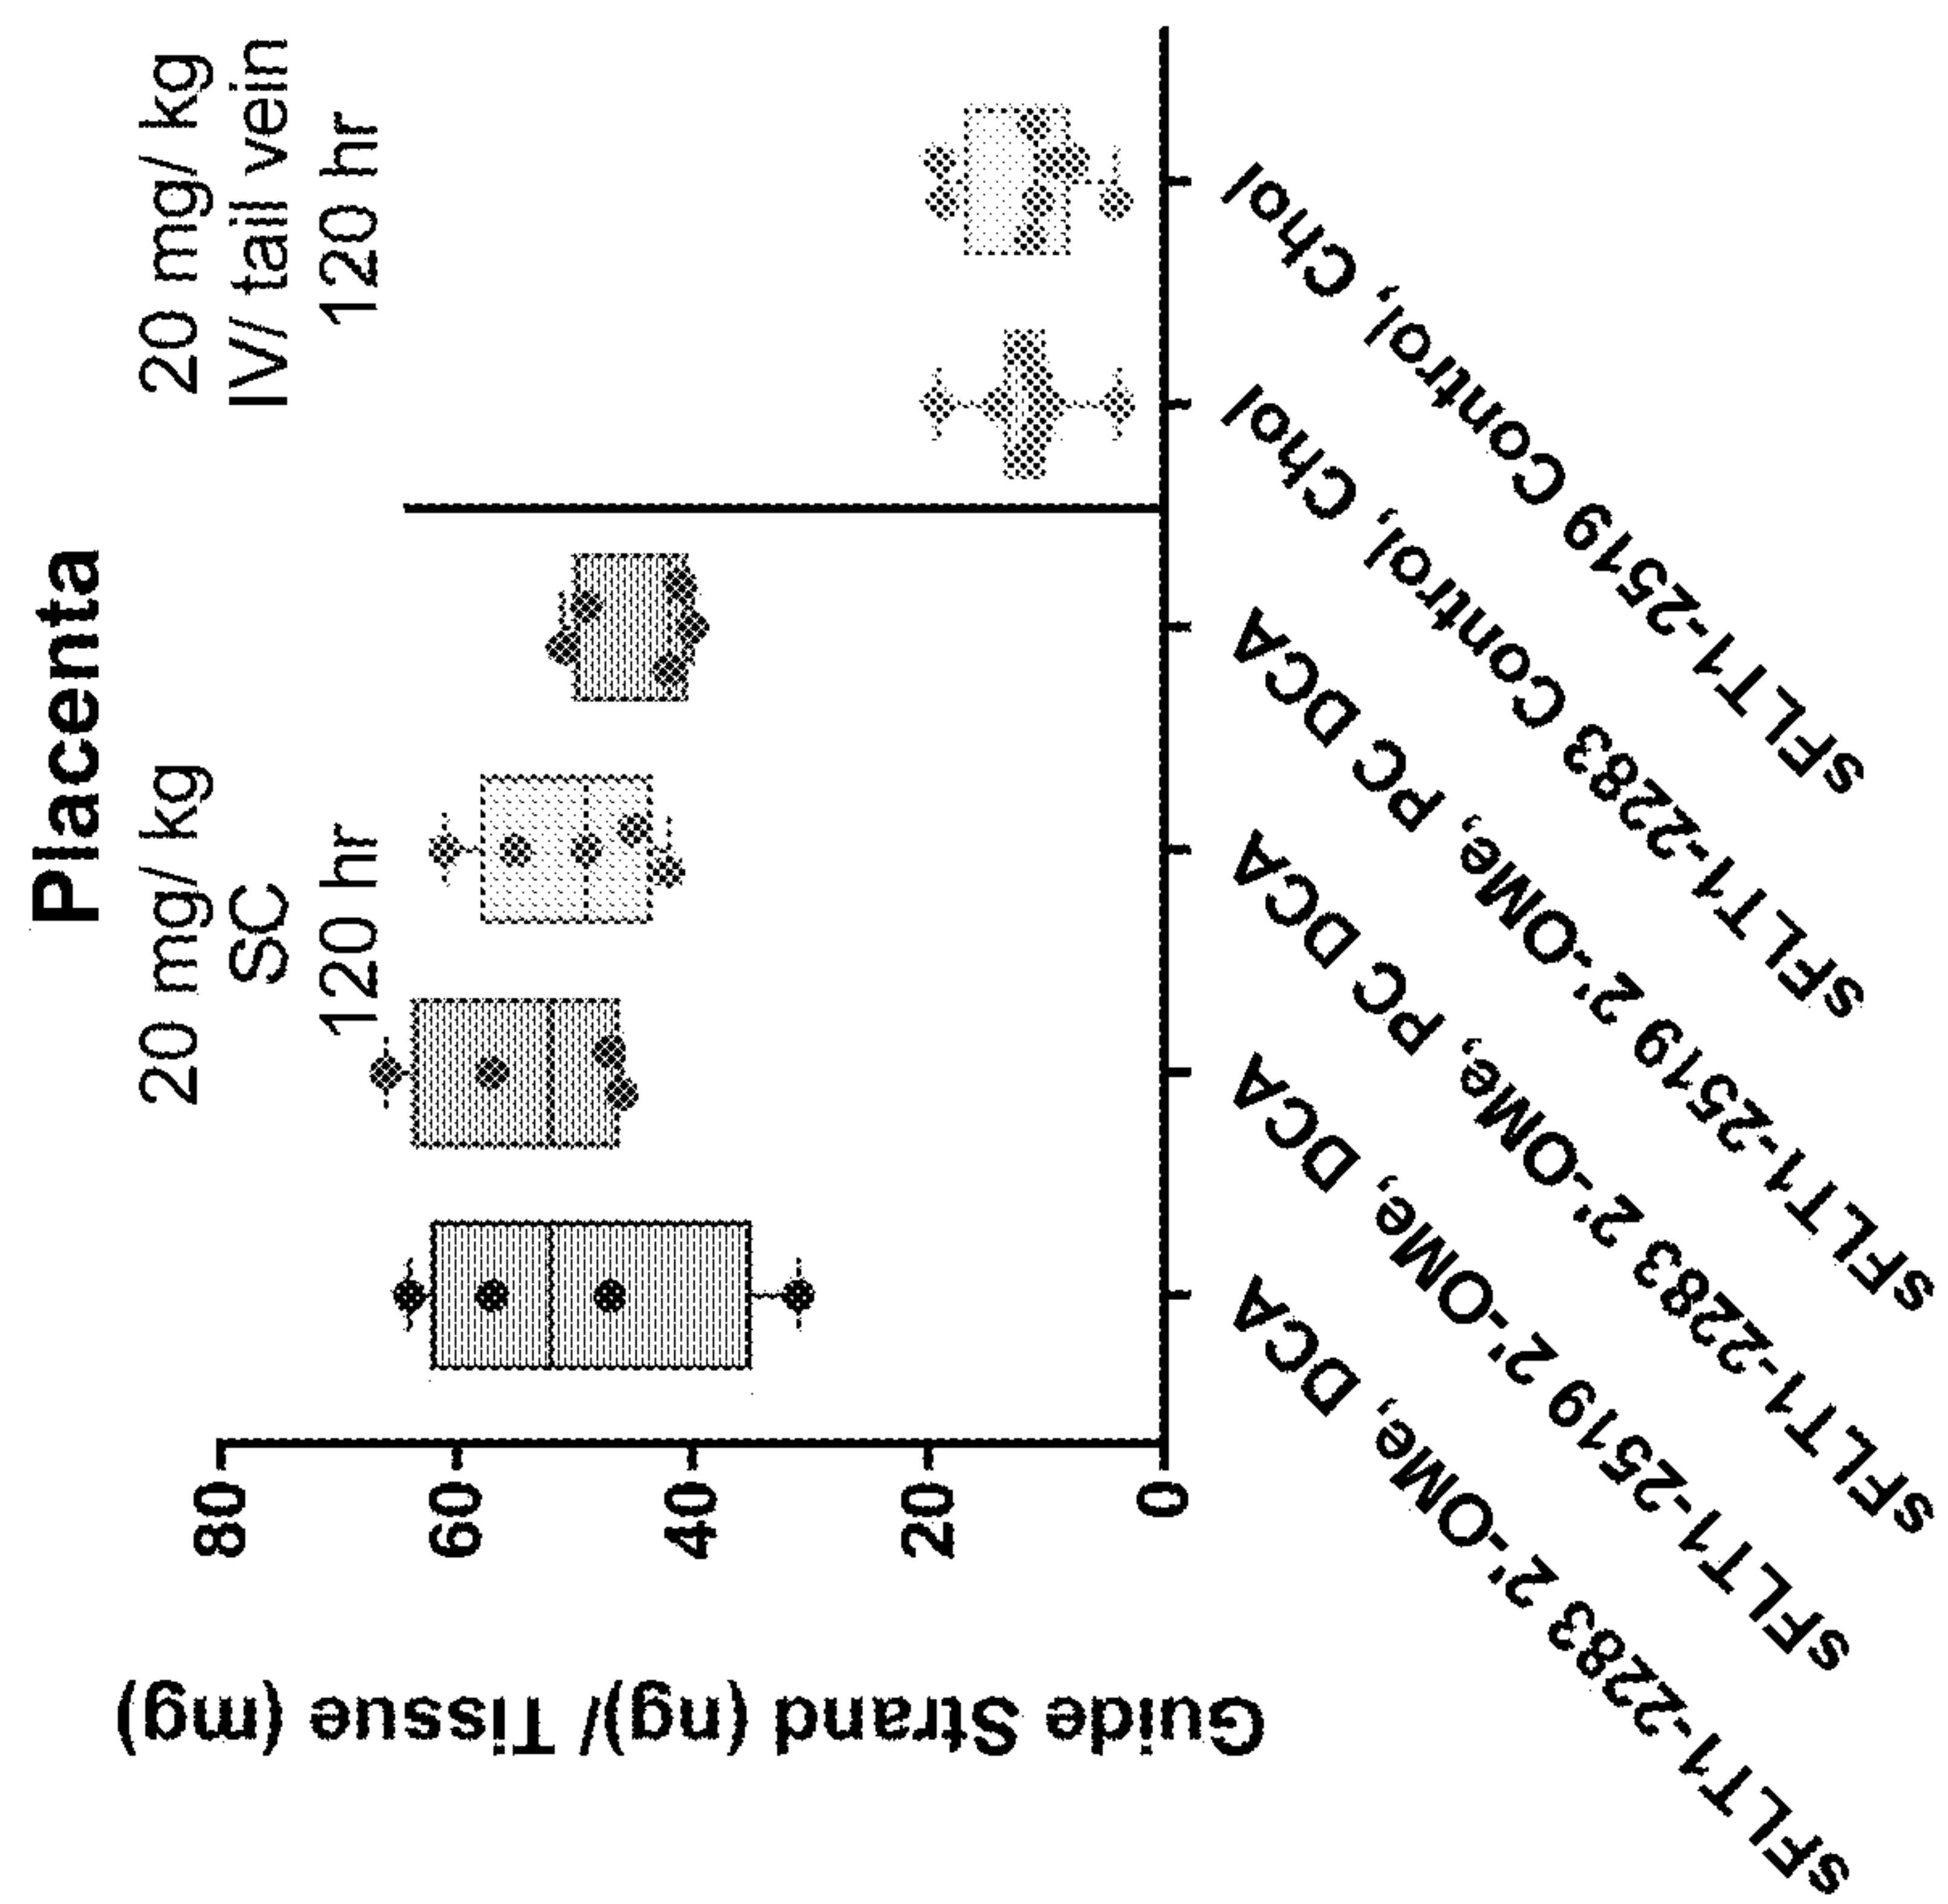 Placenta
20 mg/ kg
SC
120 hr
20 mg/ kg
IV// tail vein
120 hr
Guide Strand (ng)/ Tissue (mg)
80
60
40
20
0
sFLT1-2283 2'-OMe, DCA
sFLT1-2519 2'-OMe, DCA
sFLT1-2283 2'-OMe, PC DCA
sFLT1-2519 2'-OMe, PC DCA
sFLT1-2283 Control, Chol
sFLT1-2519 Control, Chol